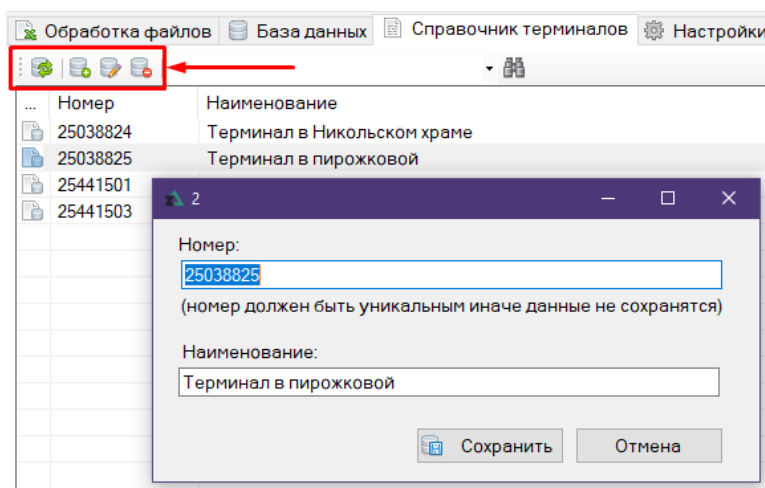 Обработка файлов База данных Справочник терминалов Настройки
... Номер Наименование
25038824 Терминал в Никольском храме
25038825 Терминал в пирожковой
25441501
25441503
2
Номер:
25038825
(номер должен быть уникальным иначе данные не сохранятся)
Наименование:
Терминал в пирожковой
Сохранить Отмена